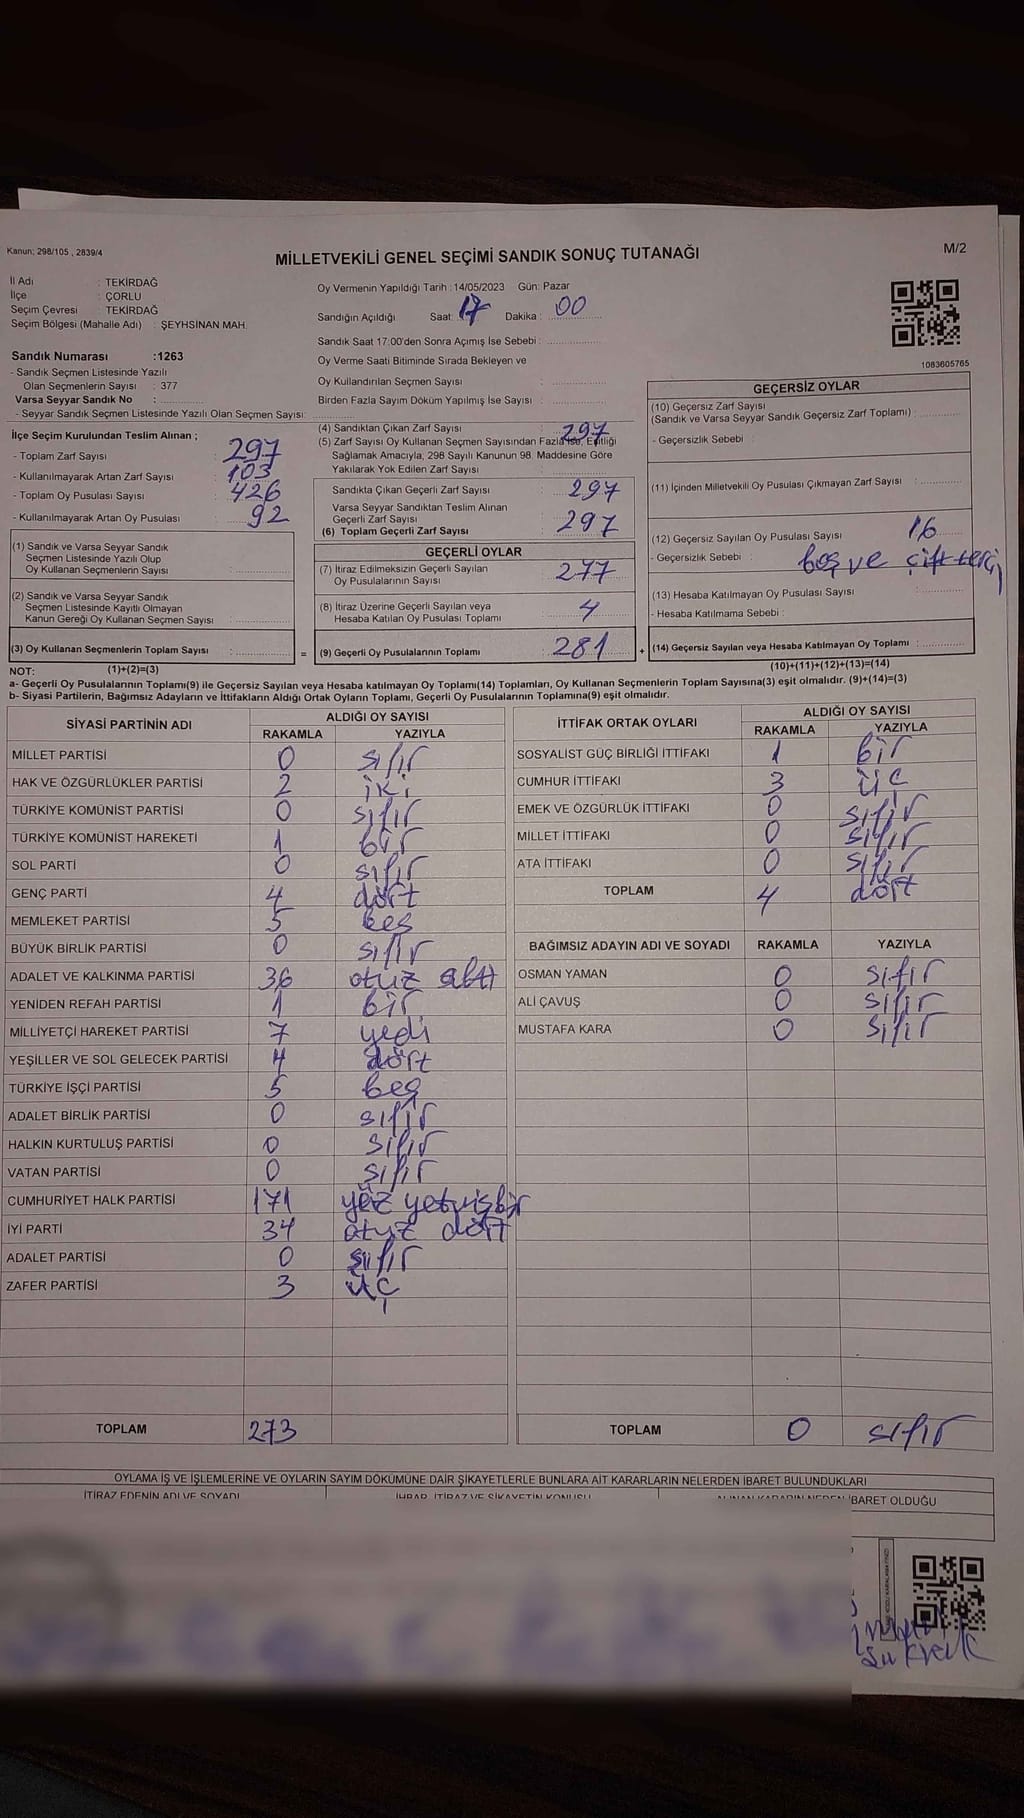 Kanun: 298/105 , 2839/4
MİLLETVEKİLİ GENEL SEÇİMİ SANDIK SONUÇ TUTANAĞI
M/2
İl Adı : TEKİRDAĞ
İlçe : ÇORLU
Seçim Çevresi : TEKİRDAĞ
Seçim Bölgesi (Mahalle Adı) : ŞEYHSİNAN MAH.
Sandık Numarası :1263
- Sandık Seçmen Listesinde Yazılı
Olan Seçmenlerin Sayısı : 377
Varsa Seyyar Sandık No :
- Seyyar Sandık Seçmen Listesinde Yazılı Olan Seçmen Sayısı:
Oy Vermenin Yapıldığı Tarih :14/05/2023 Gün: Pazar
Sandığın Açıldığı Saat: 17 Dakika : 00
Sandık Saat 17:00'den Sonra Açımış İse Sebebi :
Oy Verme Saati Bitiminde Sırada Bekleyen ve
Oy Kullandırılan Seçmen Sayısı :
Birden Fazla Sayım Döküm Yapılmış İse Sayısı :
1083605765
İlçe Seçim Kurulundan Teslim Alınan ;
- Toplam Zarf Sayısı : 297
- Kullanılmayarak Artan Zarf Sayısı : 103
- Toplam Oy Pusulası Sayısı : 426
- Kullanılmayarak Artan Oy Pusulası : 92
(1) Sandık ve Varsa Seyyar Sandık
Seçmen Listesinde Yazılı Olup
Oy Kullanan Seçmenlerin Sayısı :
(2) Sandık ve Varsa Seyyar Sandık
Seçmen Listesinde Kayıtlı Olmayan
Kanun Gereği Oy Kullanan Seçmen Sayısı :
(3) Oy Kullanan Seçmenlerin Toplam Sayısı :
(4) Sandıktan Çıkan Zarf Sayısı : 297
(5) Zarf Sayısı Oy Kullanan Seçmen Sayısından Fazla İse, Eşitliği
Sağlamak Amacıyla, 298 Sayılı Kanunun 98. Maddesine Göre
Yakılarak Yok Edilen Zarf Sayısı :
Sandıkta Çıkan Geçerli Zarf Sayısı : 297
Varsa Seyyar Sandıktan Teslim Alınan
Geçerli Zarf Sayısı :
(6) Toplam Geçerli Zarf Sayısı : 297
GEÇERLİ OYLAR
(7) İtiraz Edilmeksizin Geçerli Sayılan
Oy Pusulalarının Sayısı : 277
(8) İtiraz Üzerine Geçerli Sayılan veya
Hesaba Katılan Oy Pusulası Toplamı : 4
= (9) Geçerli Oy Pusulalarının Toplamı : 281
GEÇERSİZ OYLAR
(10) Geçersiz Zarf Sayısı
(Sandık ve Varsa Seyyar Sandık Geçersiz Zarf Toplamı) :
- Geçersizlik Sebebi :
(11) İçinden Milletvekili Oy Pusulası Çıkmayan Zarf Sayısı :
(12) Geçersiz Sayılan Oy Pusulası Sayısı : 16
- Geçersizlik Sebebi : boş ve çift terci
(13) Hesaba Katılmayan Oy Pusulası Sayısı :
- Hesaba Katılmama Sebebi :
+ (14) Geçersiz Sayılan veya Hesaba Katılmayan Oy Toplamı :
NOT: (1)+(2)=(3)
(10)+(11)+(12)+(13)=(14)
a- Geçerli Oy Pusulalarının Toplamı(9) ile Geçersiz Sayılan veya Hesaba katılmayan Oy Toplamı(14) Toplamları, Oy Kullanan Seçmenlerin Toplam Sayısına(3) eşit olmalıdır. (9)+(14)=(3)
b- Siyasi Partilerin, Bağımsız Adayların ve İttifakların Aldığı Ortak Oyların Toplamı, Geçerli Oy Pusulalarının Toplamına(9) eşit olmalıdır.
SİYASİ PARTİNİN ADI
ALDIĞI OY SAYISI
RAKAMLA YAZIYLA
MİLLET PARTİSİ 0 sıfır
HAK VE ÖZGÜRLÜKLER PARTİSİ 2 iki
TÜRKİYE KOMÜNİST PARTİSİ 0 sıfır
TÜRKİYE KOMÜNİST HAREKETİ 1 bir
SOL PARTİ 0 sıfır
GENÇ PARTİ 4 dört
MEMLEKET PARTİSİ 5 beş
BÜYÜK BİRLİK PARTİSİ 0 sıfır
ADALET VE KALKINMA PARTİSİ 36 otuz altı
YENİDEN REFAH PARTİSİ 1 bir
MİLLİYETÇİ HAREKET PARTİSİ 7 yedi
YEŞİLLER VE SOL GELECEK PARTİSİ 4 dört
TÜRKİYE İŞÇİ PARTİSİ 5 beş
ADALET BİRLİK PARTİSİ 0 sıfır
HALKIN KURTULUŞ PARTİSİ 0 sıfır
VATAN PARTİSİ 0 sıfır
CUMHURİYET HALK PARTİSİ 171 yüz yetmişbir
İYİ PARTİ 34 otuz dört
ADALET PARTİSİ 0 sıfır
ZAFER PARTİSİ 3 üç
TOPLAM 273
İTTİFAK ORTAK OYLARI
ALDIĞI OY SAYISI
RAKAMLA YAZIYLA
SOSYALİST GÜÇ BİRLİĞİ İTTİFAKI 1 bir
CUMHUR İTTİFAKI 3 üç
EMEK VE ÖZGÜRLÜK İTTİFAKI 0 sıfır
MİLLET İTTİFAKI 0 sıfır
ATA İTTİFAKI 0 sıfır
TOPLAM 4 dört
BAĞIMSIZ ADAYIN ADI VE SOYADI RAKAMLA YAZIYLA
OSMAN YAMAN 0 sıfır
ALİ ÇAVUŞ 0 sıfır
MUSTAFA KARA 0 sıfır
TOPLAM 0 sıfır
OYLAMA İŞ VE İŞLEMLERİNE VE OYLARIN SAYIM DÖKÜMÜNE DAİR ŞİKAYETLERLE BUNLARA AİT KARARLARIN NELERDEN İBARET BULUNDUKLARI
İTİRAZ EDENİN ADI VE SOYADI İHBAR, İTİRAZ VE ŞİKAYETİN KONUSU ALINAN KARARIN NEDEN İBARET OLDUĞU